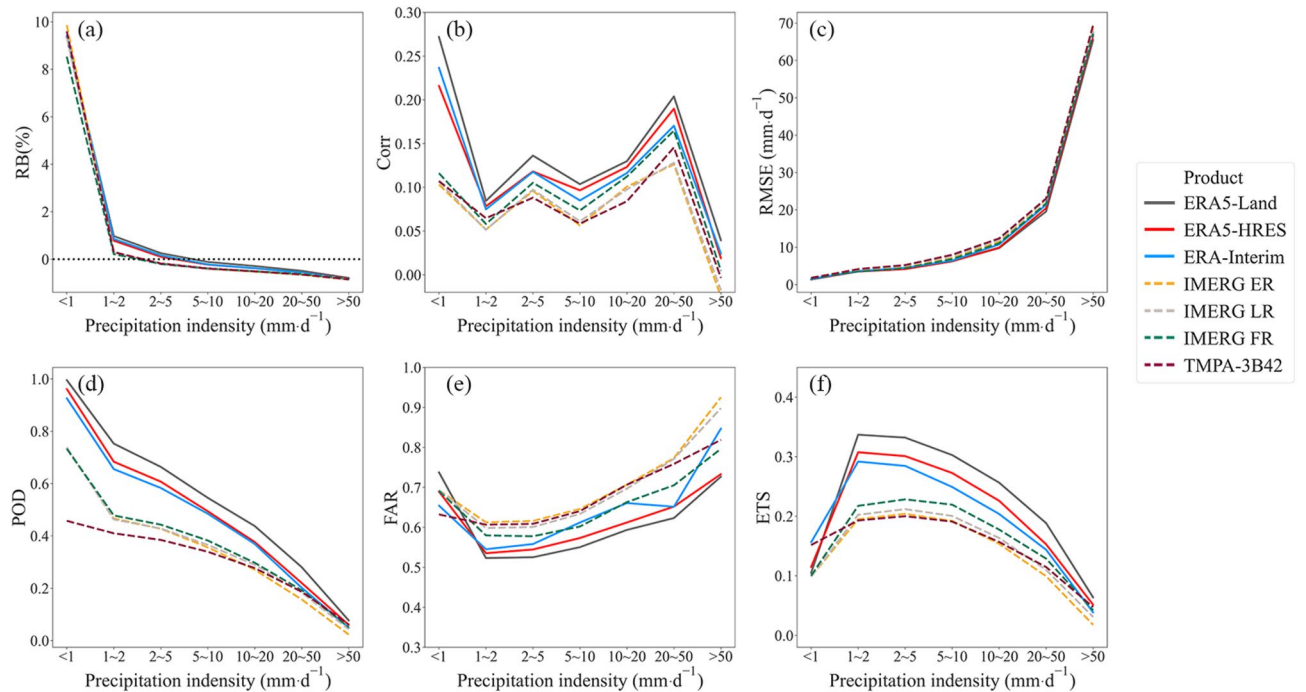 (a)
RB(%)
10
8
6
4
2
0
<1 1~2 2~5 5~10 10~20 20~50 >50
Precipitation indensity (mm·d⁻¹)
(b)
Corr
0.30
0.25
0.20
0.15
0.10
0.05
0.00
<1 1~2 2~5 5~10 10~20 20~50 >50
Precipitation indensity (mm·d⁻¹)
(c)
RMSE (mm·d⁻¹)
70
60
50
40
30
20
10
0
<1 1~2 2~5 5~10 10~20 20~50 >50
Precipitation indensity (mm·d⁻¹)
Product
ERA5-Land
ERA5-HRES
ERA-Interim
IMERG ER
IMERG LR
IMERG FR
TMPA-3B42
(d)
POD
1.0
0.8
0.6
0.4
0.2
0.0
<1 1~2 2~5 5~10 10~20 20~50 >50
Precipitation indensity (mm·d⁻¹)
(e)
FAR
1.0
0.9
0.8
0.7
0.6
0.5
0.4
0.3
<1 1~2 2~5 5~10 10~20 20~50 >50
Precipitation indensity (mm·d⁻¹)
(f)
ETS
0.4
0.3
0.2
0.1
0.0
<1 1~2 2~5 5~10 10~20 20~50 >50
Precipitation indensity (mm·d⁻¹)